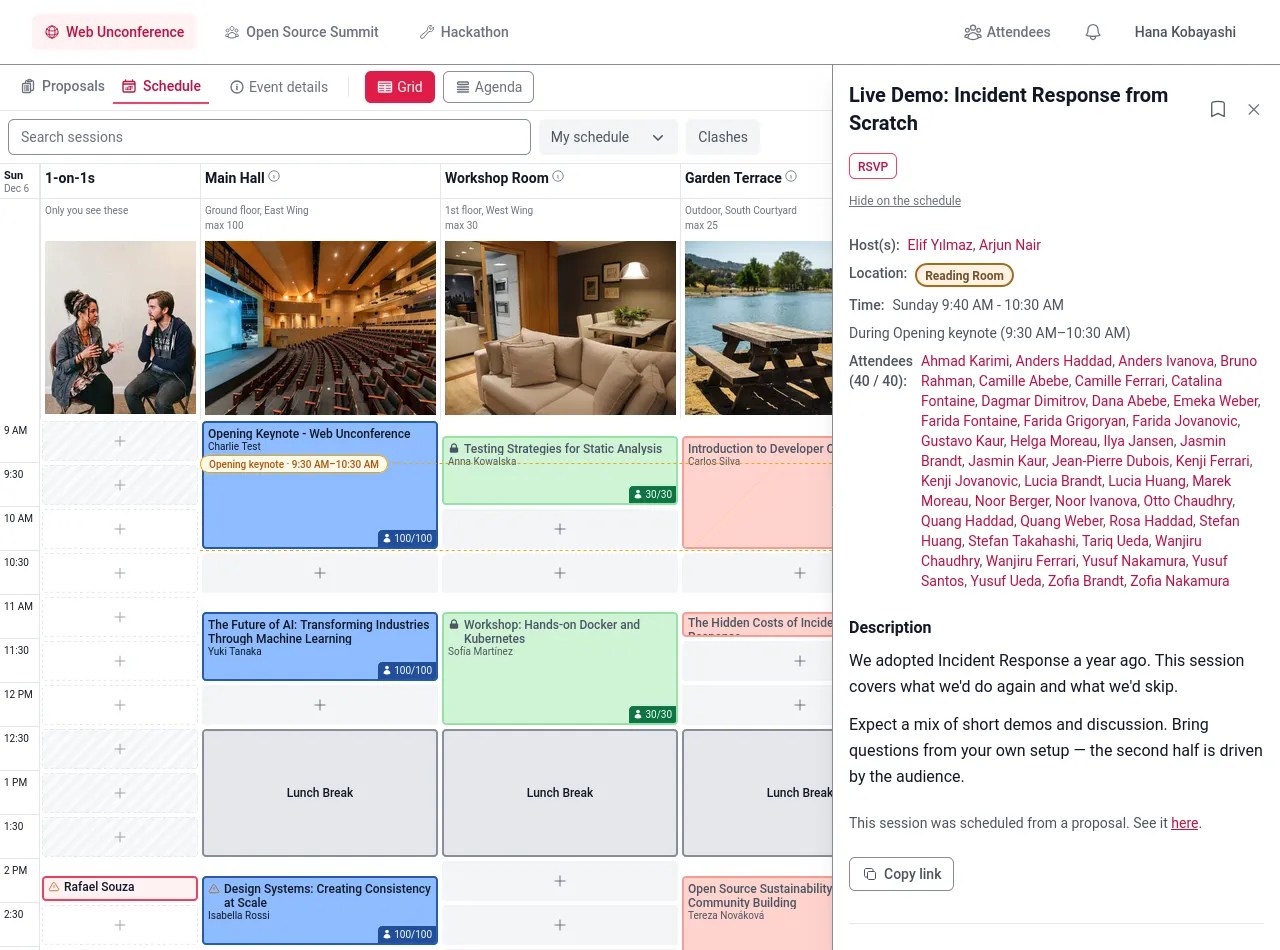 Web Unconference
Open Source Summit
Hackathon
Attendees
Hana Kobayashi
Proposals
Schedule
Event details
Grid
Agenda
Search sessions
My schedule
Clashes
Sun
Dec 6
1-on-1s
Main Hall
Workshop Room
Garden Terrace
Only you see these
Ground floor, East Wing
max 100
1st floor, West Wing
max 30
Outdoor, South Courtyard
max 25
9 AM
9:30
10 AM
10:30
11 AM
11:30
12 PM
12:30
1 PM
1:30
2 PM
2:30
Rafael Souza
Opening Keynote - Web Unconference
Charlie Test
Opening keynote · 9:30 AM–10:30 AM
100/100
The Future of AI: Transforming Industries
Through Machine Learning
Yuki Tanaka
100/100
Lunch Break
Design Systems: Creating Consistency
at Scale
Isabella Rossi
100/100
Testing Strategies for Static Analysis
Anna Kowalska
30/30
Workshop: Hands-on Docker and
Kubernetes
Sofía Martínez
30/30
Lunch Break
Introduction to Developer
Carlos Silva
The Hidden Costs of
Lunch Break
Open Source Sustainability
Community Building
Tereza Nováková
Live Demo: Incident Response from
Scratch
RSVP
Hide on the schedule
Host(s): Elif Yılmaz, Arjun Nair
Location: Reading Room
Time: Sunday 9:40 AM - 10:30 AM
During Opening keynote (9:30 AM–10:30 AM)
Attendees
(40 / 40):
Ahmad Karimi, Anders Haddad, Anders Ivanova, Bruno
Rahman, Camille Abebe, Camille Ferrari, Catalina
Fontaine, Dagmar Dimitrov, Dana Abebe, Emeka Weber,
Farida Fontaine, Farida Grigoryan, Farida Jovanovic,
Gustavo Kaur, Helga Moreau, Ilya Jansen, Jasmin
Brandt, Jasmin Kaur, Jean-Pierre Dubois, Kenji Ferrari,
Kenji Jovanovic, Lucia Brandt, Lucia Huang, Marek
Moreau, Noor Berger, Noor Ivanova, Otto Chaudhry,
Quang Haddad, Quang Weber, Rosa Haddad, Stefan
Huang, Stefan Takahashi, Tariq Ueda, Wanjiru
Chaudhry, Wanjiru Ferrari, Yusuf Nakamura, Yusuf
Santos, Yusuf Ueda, Zofia Brandt, Zofia Nakamura
Description
We adopted Incident Response a year ago. This session
covers what we'd do again and what we'd skip.
Expect a mix of short demos and discussion. Bring
questions from your own setup — the second half is driven
by the audience.
This session was scheduled from a proposal. See it here.
Copy link